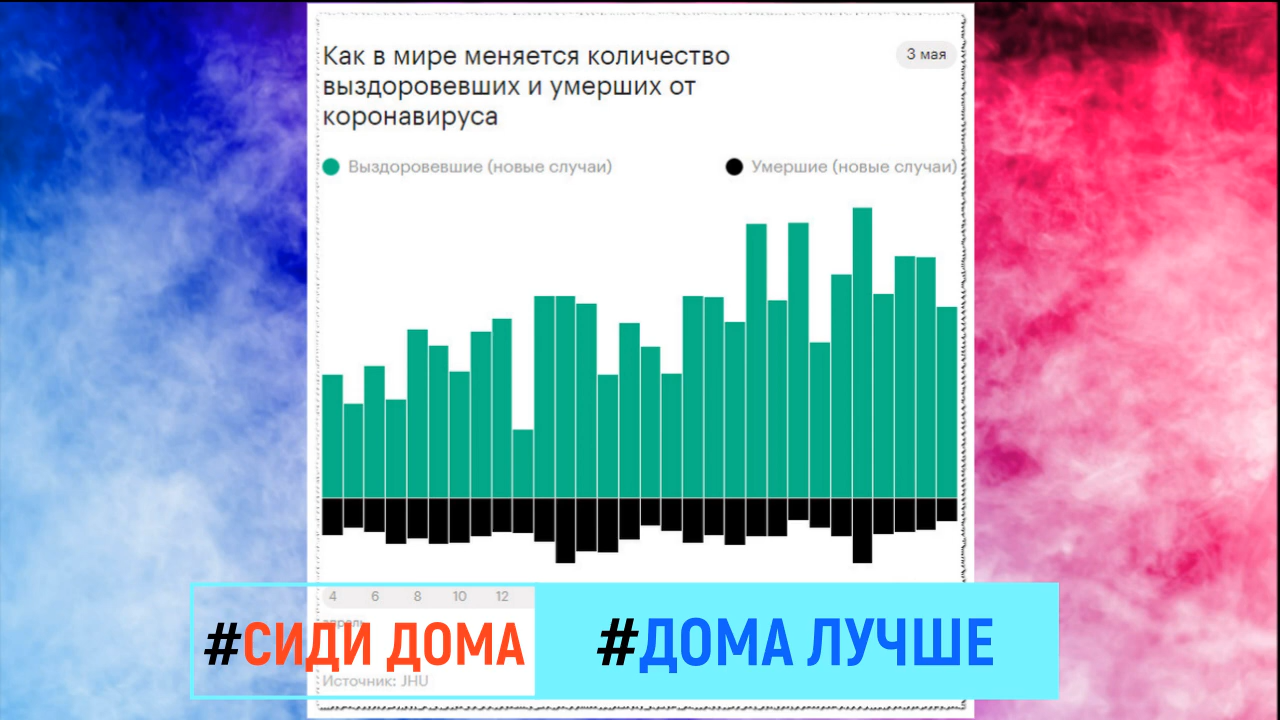 Как в мире меняется количество
выздоровевших и умерших от
коронавируса
3 мая
Выздоровевшие (новые случаи)
Умершие (новые случаи)
4 6 8 10 12
апрель
#СИДИ ДОМА
#ДОМА ЛУЧШЕ
Источник: JHU